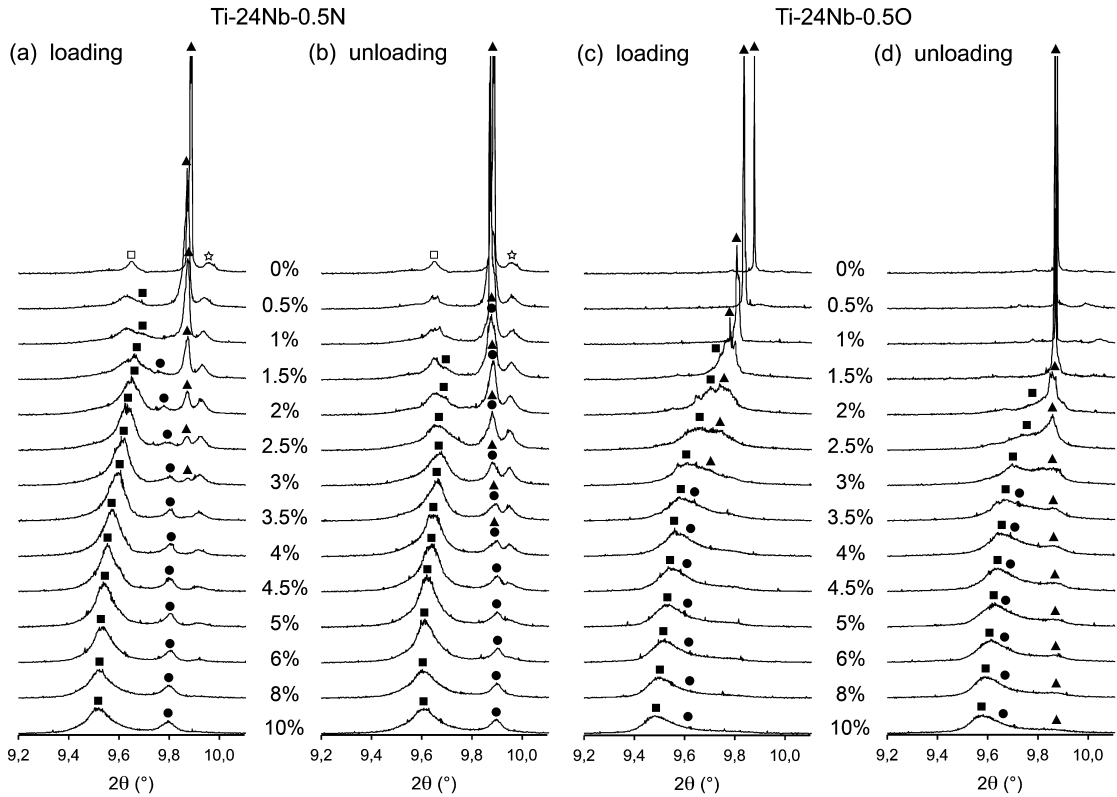 Ti-24Nb-0.5N
Ti-24Nb-0.5O
(a) loading
(b) unloading
(c) loading
(d) unloading
0%
0.5%
1%
1.5%
2%
2.5%
3%
3.5%
4%
4.5%
5%
6%
8%
10%
0%
0.5%
1%
1.5%
2%
2.5%
3%
3.5%
4%
4.5%
5%
6%
8%
10%
9,2 9,6 9,8 10,0
9,2 9,6 9,8 10,0
9,2 9,4 9,6 9,8 10,0
9,2 9,4 9,6 9,8 10,0
2θ (°)
2θ (°)
2θ (°)
2θ (°)